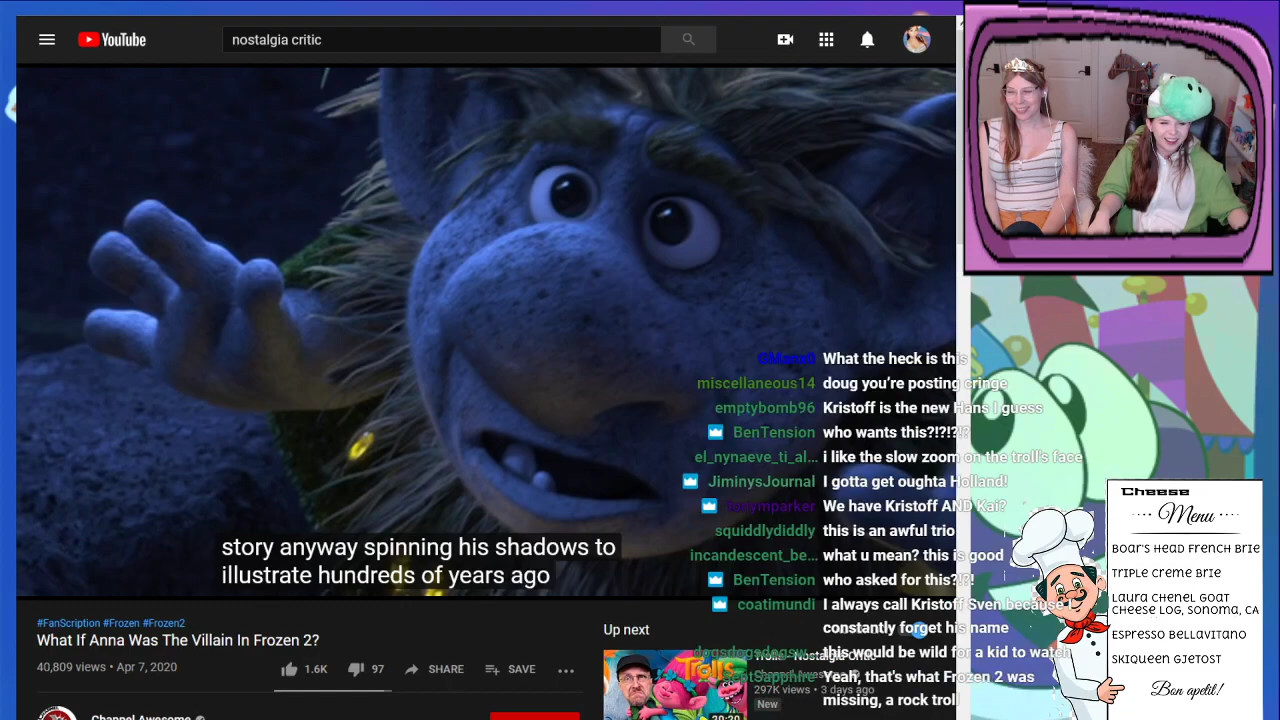 YouTube
nostalgia critic
story anyway spinning his shadows to
illustrate hundreds of years ago
#FanScription #Frozen #Frozen2
What If Anna Was The Villain In Frozen 2?
40,809 views • Apr 7, 2020
1.6K
97
SHARE
SAVE
Channel Awesome
Up next
Trolls
20:20
Trolls - Nostalgia Critic
Channel Awesome
297K views • 3 days ago
New
What the heck is this
miscellaneous14 doug you're posting cringe
emptybomb96 Kristoff is the new Hans I guess
BenTension who wants this?!?!?!?
el_nynaeve_ti_al... i like the slow zoom on the troll's face
JiminysJournal I gotta get oughta Holland!
We have Kristoff AND Kai?
squiddlydiddly this is an awful trio
incandescent_be... what u mean? this is good
BenTension who asked for this?!?!
coatimundi I always call Kristoff Sven because I
constantly forget his name
this would be wild for a kid to watch
Yeah, that's what Frozen 2 was
missing, a rock troll
Cheese
Menu
Boar's Head French Brie
Triple Creme Brie
Laura Chenel Goat
Cheese Log, Sonoma, CA
Espresso BellaVitano
SkiQueen Gjetost
Bon apetit!